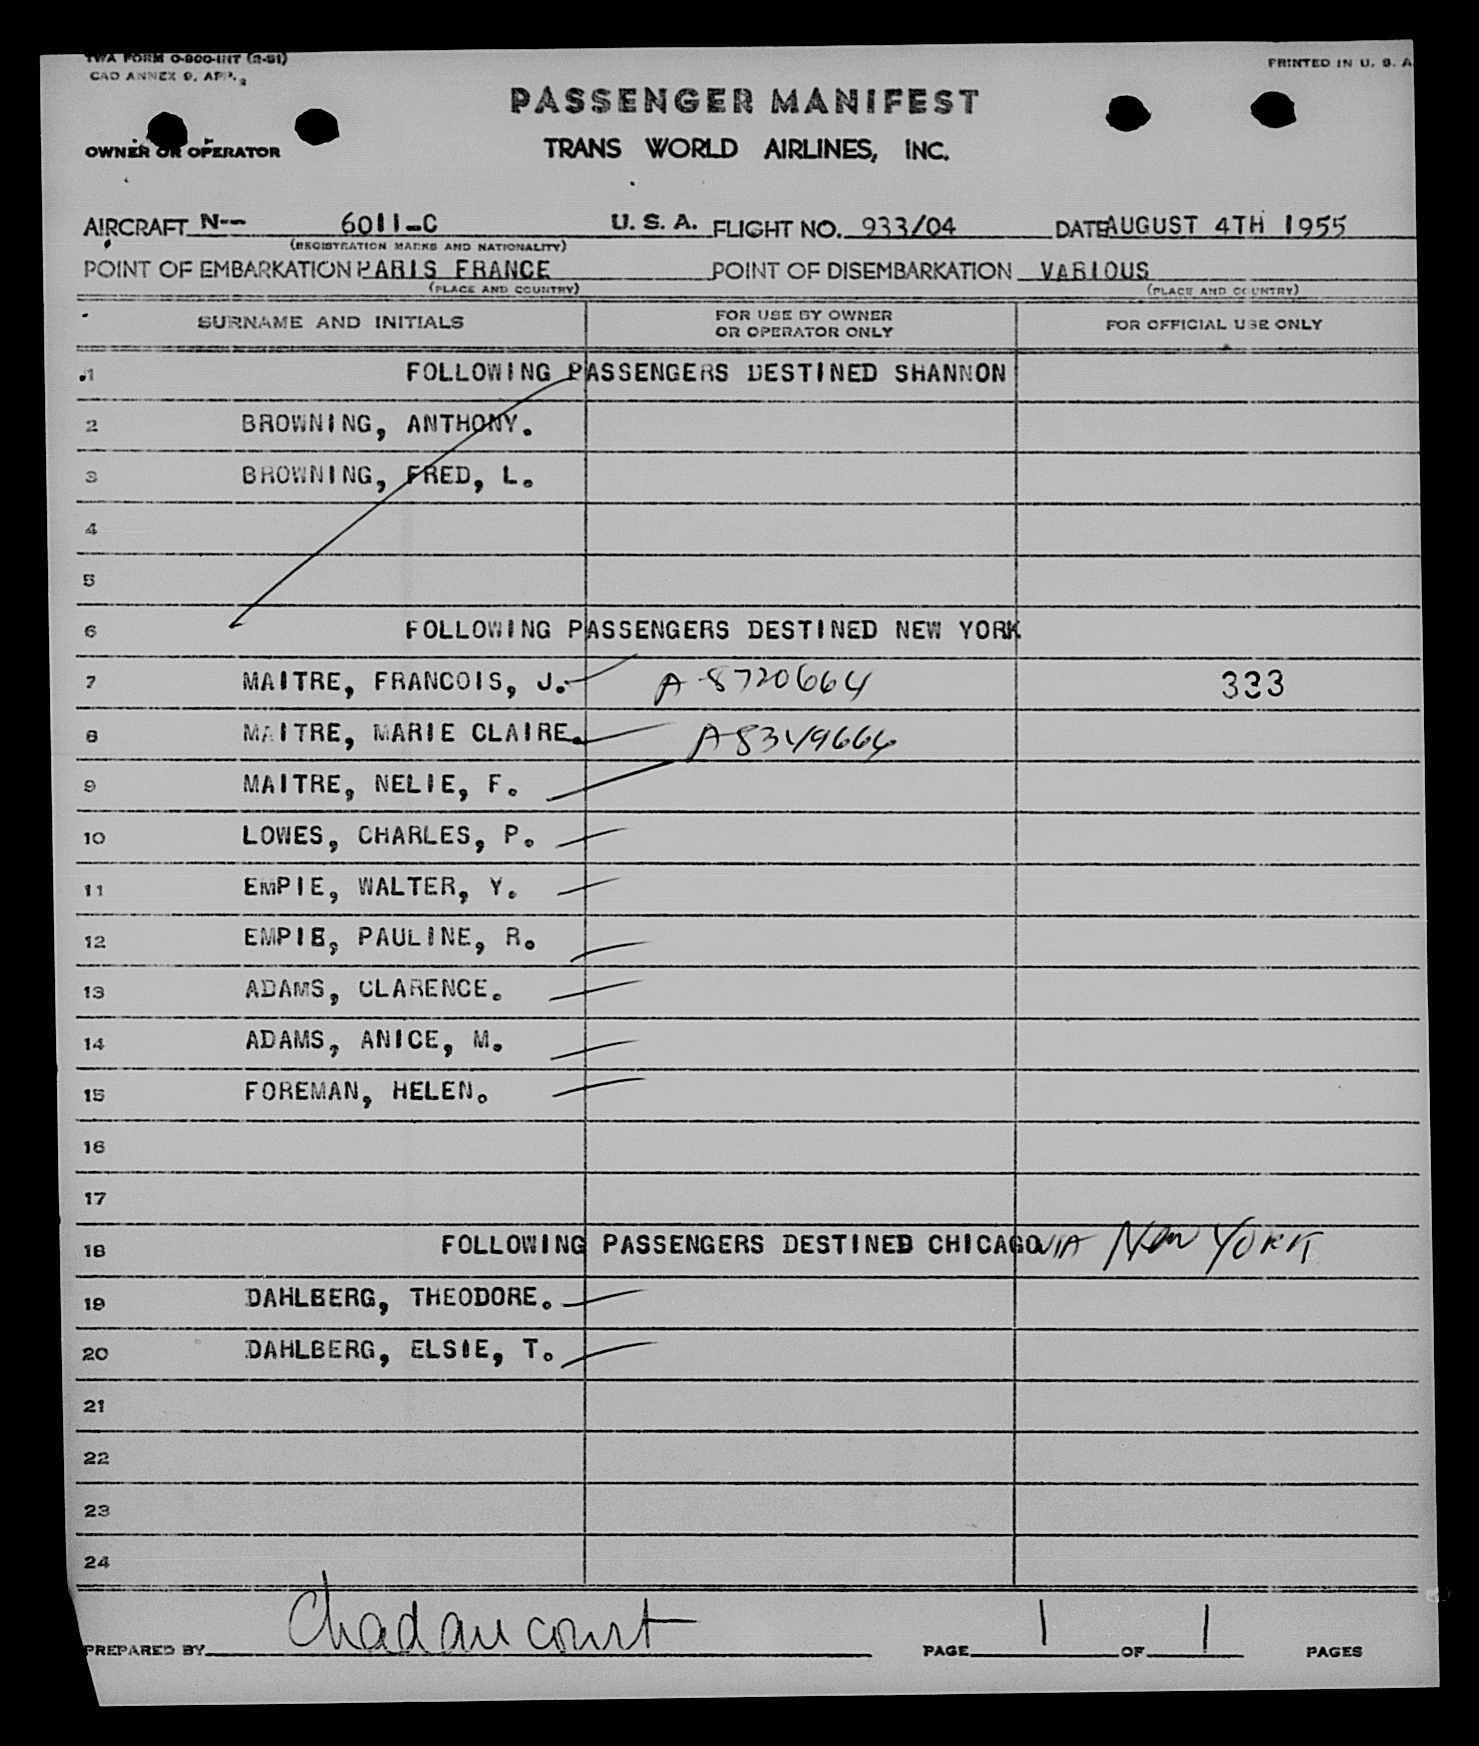 TWA FORM O-800-INT (2-51)
CAO ANNEX 9, APP. 2
PRINTED IN U. S. A
PASSENGER MANIFEST
OWNER OR OPERATOR
TRANS WORLD AIRLINES, INC.
AIRCRAFT N-- 6011-C U. S. A. FLIGHT NO. 933/04 DATE AUGUST 4TH 1955
(REGISTRATION MARKS AND NATIONALITY)
POINT OF EMBARKATION PARIS FRANCE POINT OF DISEMBARKATION VARIOUS
(PLACE AND COUNTRY) (PLACE AND COUNTRY)
SURNAME AND INITIALS FOR USE BY OWNER OR OPERATOR ONLY FOR OFFICIAL USE ONLY
1 FOLLOWING PASSENGERS DESTINED SHANNON
2 BROWNING, ANTHONY.
3 BROWNING, FRED, L.
4
5
6 FOLLOWING PASSENGERS DESTINED NEW YORK
7 MAITRE, FRANCOIS, J. A-8720664 333
8 MAITRE, MARIE CLAIRE. A8349666
9 MAITRE, NELIE, F.
10 LOWES, CHARLES, P.
11 EMPIE, WALTER, Y.
12 EMPIE, PAULINE, R.
13 ADAMS, CLARENCE.
14 ADAMS, ANICE, M.
15 FOREMAN, HELEN.
16
17
18 FOLLOWING PASSENGERS DESTINED CHICAGO VIA NEW YORK
19 DAHLBERG, THEODORE.
20 DAHLBERG, ELSIE, T.
21
22
23
24
PREPARED BY Chadaucourt PAGE 1 OF 1 PAGES